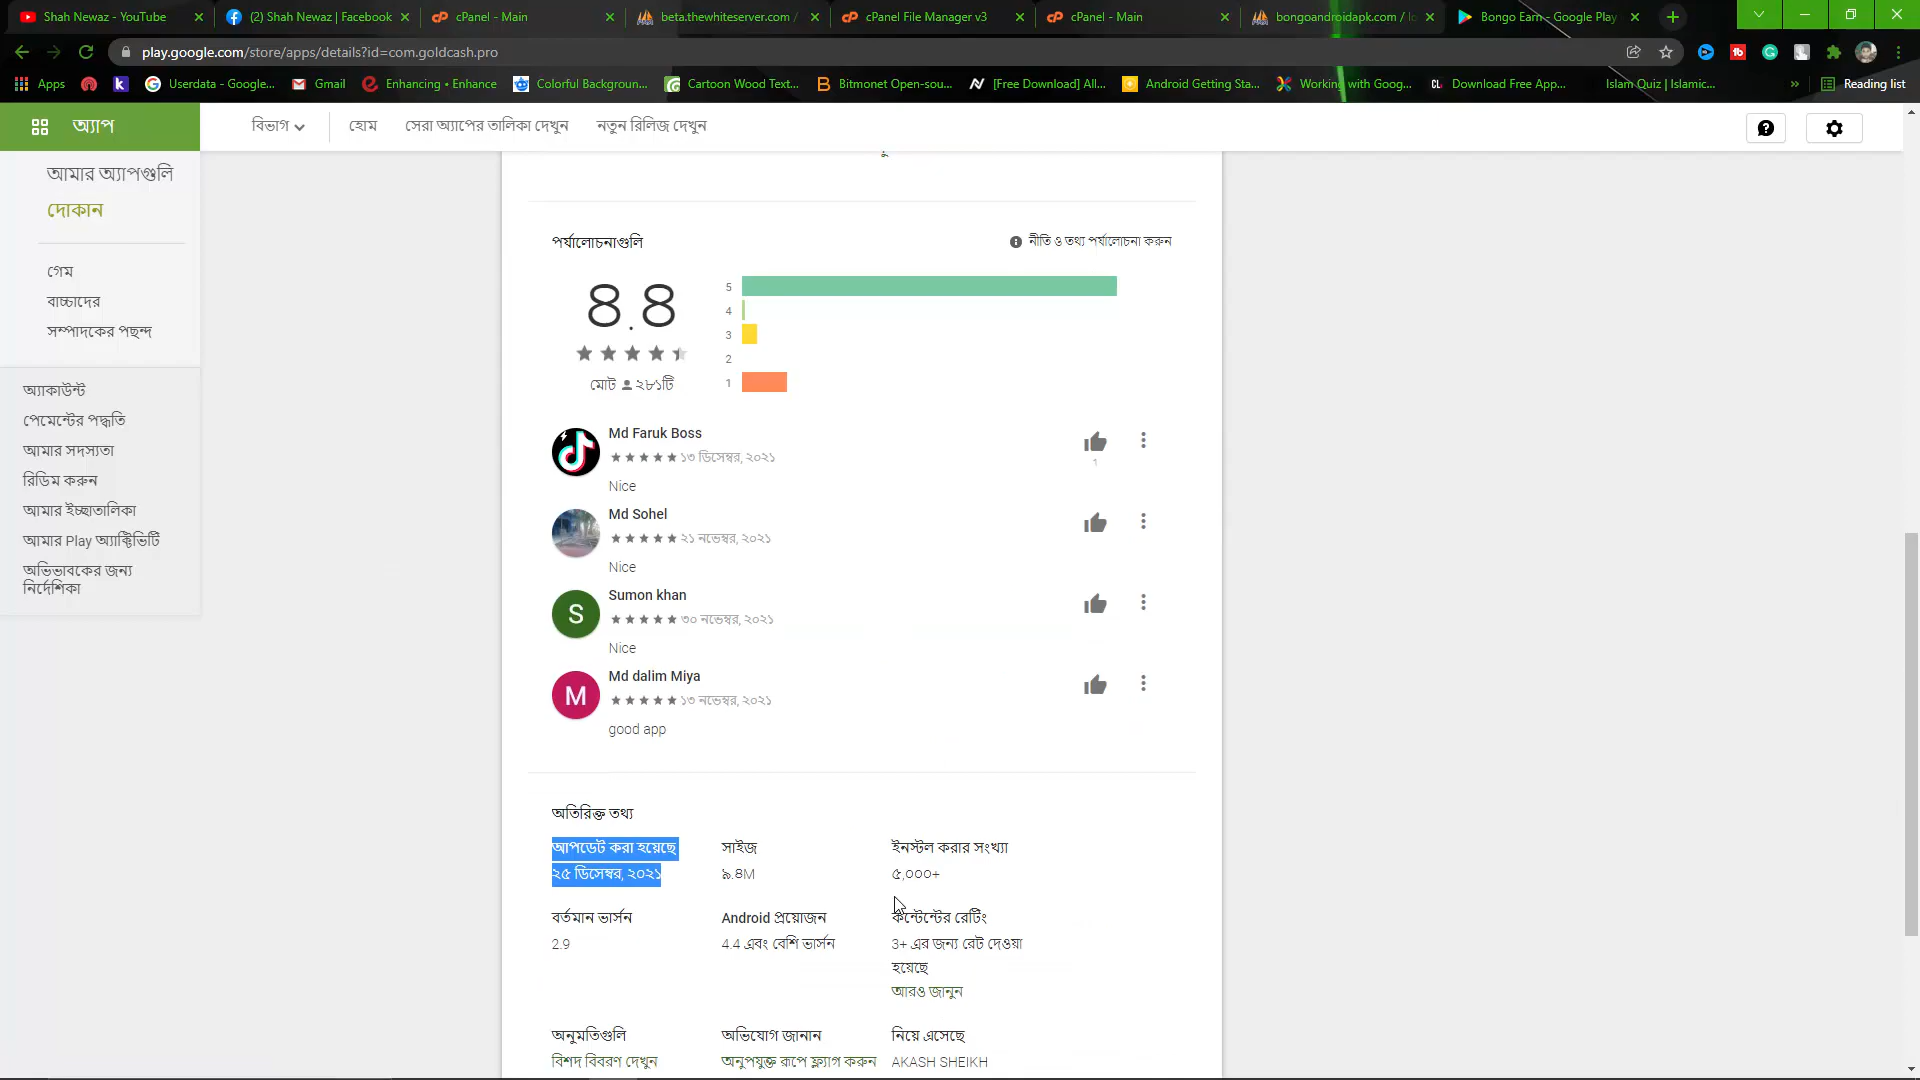 Shah Newaz - YouTube
(2) Shah Newaz | Facebook
cPanel - Main
beta.thewhiteserver.com /
cPanel File Manager v3
cPanel - Main
bongoandroidapk.com / lo
Bongo Earn - Google Play
play.google.com/store/apps/details?id=com.goldcash.pro
Apps
Userdata - Google...
Gmail
Enhancing • Enhance
Colorful Background...
Cartoon Wood Text...
Bitmonet Open-sou...
[Free Download] All...
Android Getting Sta...
Working with Goog...
CL
Download Free App...
Islam Quiz | Islamic...
Reading list
অ্যাপ
বিভাগ
হোম
সেরা অ্যাপের তালিকা দেখুন
নতুন রিলিজ দেখুন
আমার অ্যাপগুলি
দোকান
গেম
বাচ্চাদের
সম্পাদকের পছন্দ
অ্যাকাউন্ট
পেমেন্টের পদ্ধতি
আমার সদস্যতা
রিডিম করুন
আমার ইচ্ছাতালিকা
আমার Play অ্যাক্টিভিটি
অভিভাবকের জন্য
নির্দেশিকা
পর্যালোচনাগুলি
নীতি ও তথ্য পর্যালোচনা করুন
৪.৪
মোট ২৮১টি
5
4
3
2
1
Md Faruk Boss
১৩ ডিসেম্বর, ২০২১
1
Nice
Md Sohel
২১ নভেম্বর, ২০২১
Nice
S
Sumon khan
৩০ নভেম্বর, ২০২১
Nice
M
Md dalim Miya
১৩ নভেম্বর, ২০২১
good app
অতিরিক্ত তথ্য
আপডেট করা হয়েছে
২৫ ডিসেম্বর, ২০২১
সাইজ
৯.৪M
ইনস্টল করার সংখ্যা
৫,০০০+
বর্তমান ভার্সন
2.9
Android প্রয়োজন
4.4 এবং বেশি ভার্সন
কন্টেন্টের রেটিং
3+ এর জন্য রেট দেওয়া
হয়েছে
আরও জানুন
অনুমতিগুলি
বিশদ বিবরণ দেখুন
অভিযোগ জানান
অনুপযুক্ত রূপে ফ্ল্যাগ করুন
নিয়ে এসেছে
AKASH SHEIKH